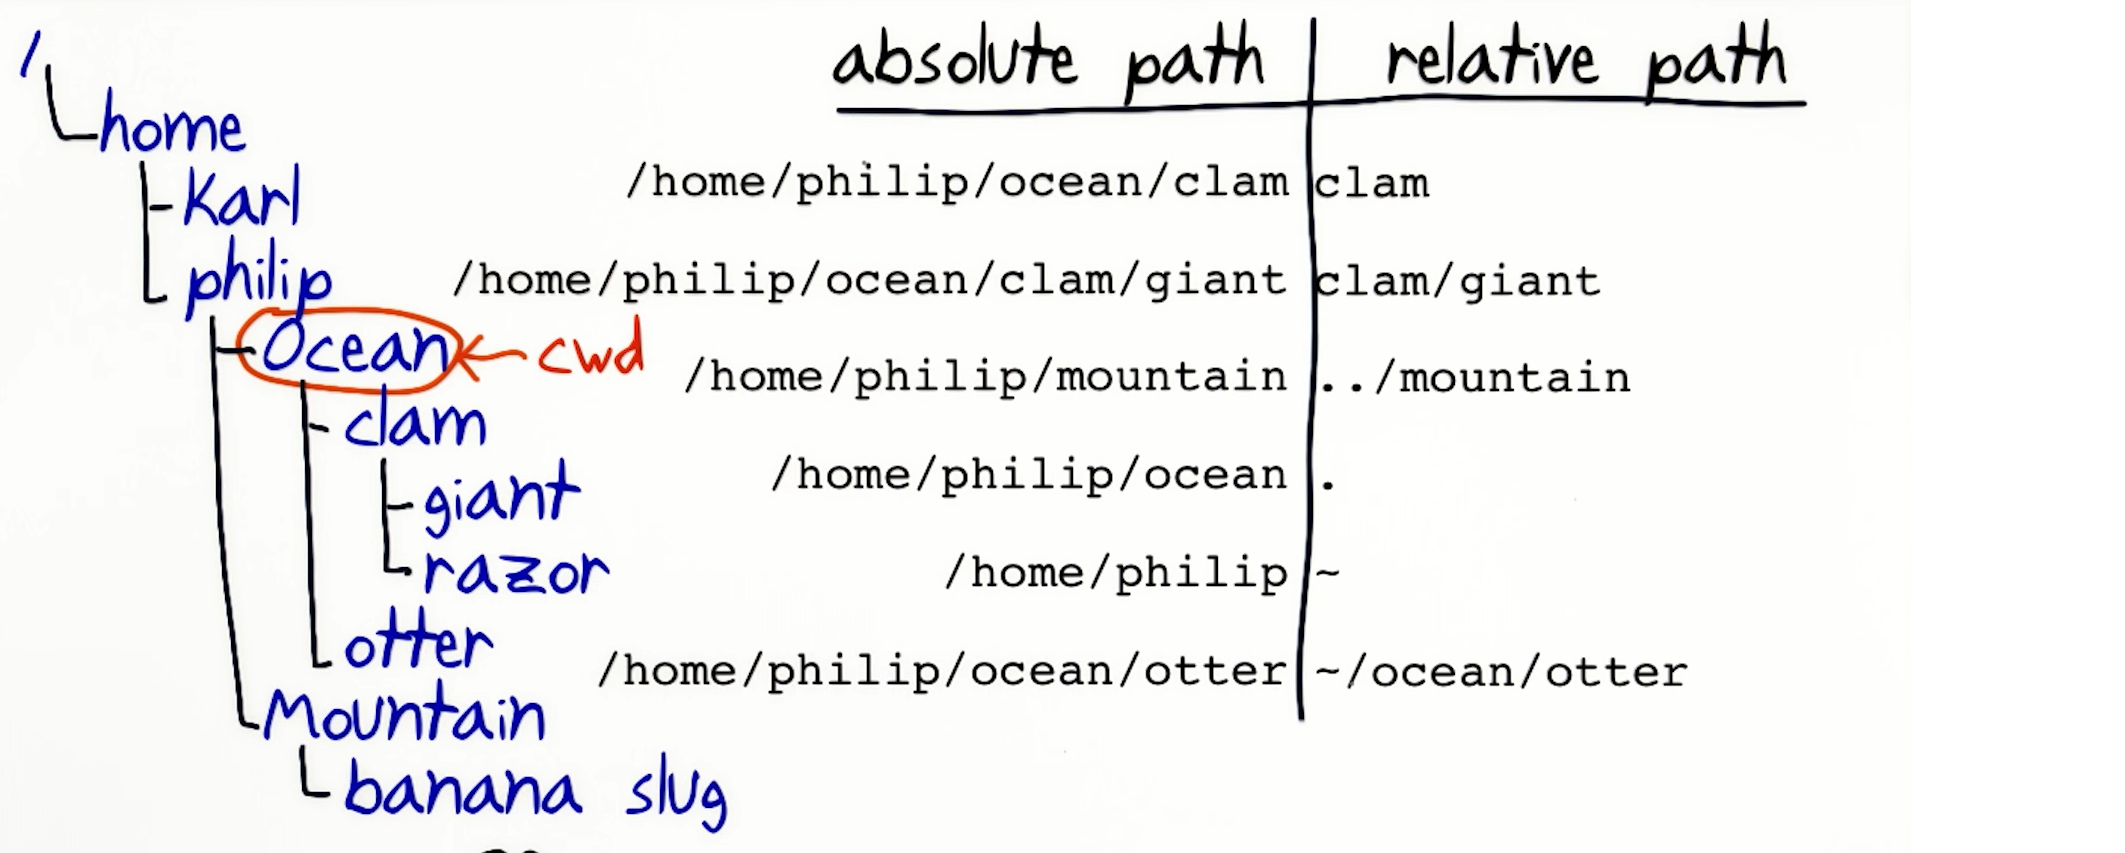 /
home
Karl
philip
Ocean ← cwd
clam
giant
razor
otter
Mountain
banana slug
absolute path | relative path
/home/philip/ocean/clam | clam
/home/philip/ocean/clam/giant | clam/giant
/home/philip/mountain | ../mountain
/home/philip/ocean | .
/home/philip | ~
/home/philip/ocean/otter | ~/ocean/otter